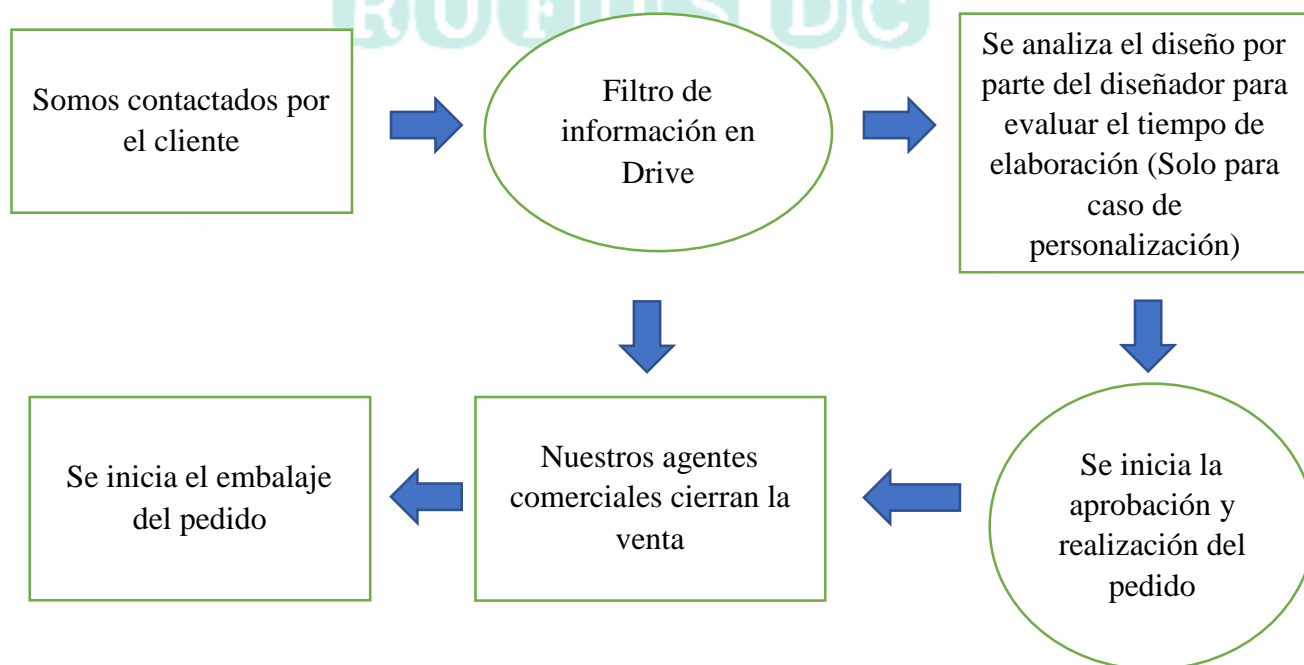 RUFUS DC
Somos contactados por
el cliente
Filtro de
información en
Drive
Se analiza el diseño por
parte del diseñador para
evaluar el tiempo de
elaboración (Solo para
caso de
personalización)
Se inicia el embalaje
del pedido
Nuestros agentes
comerciales cierran la
venta
Se inicia la
aprobación y
realización del
pedido